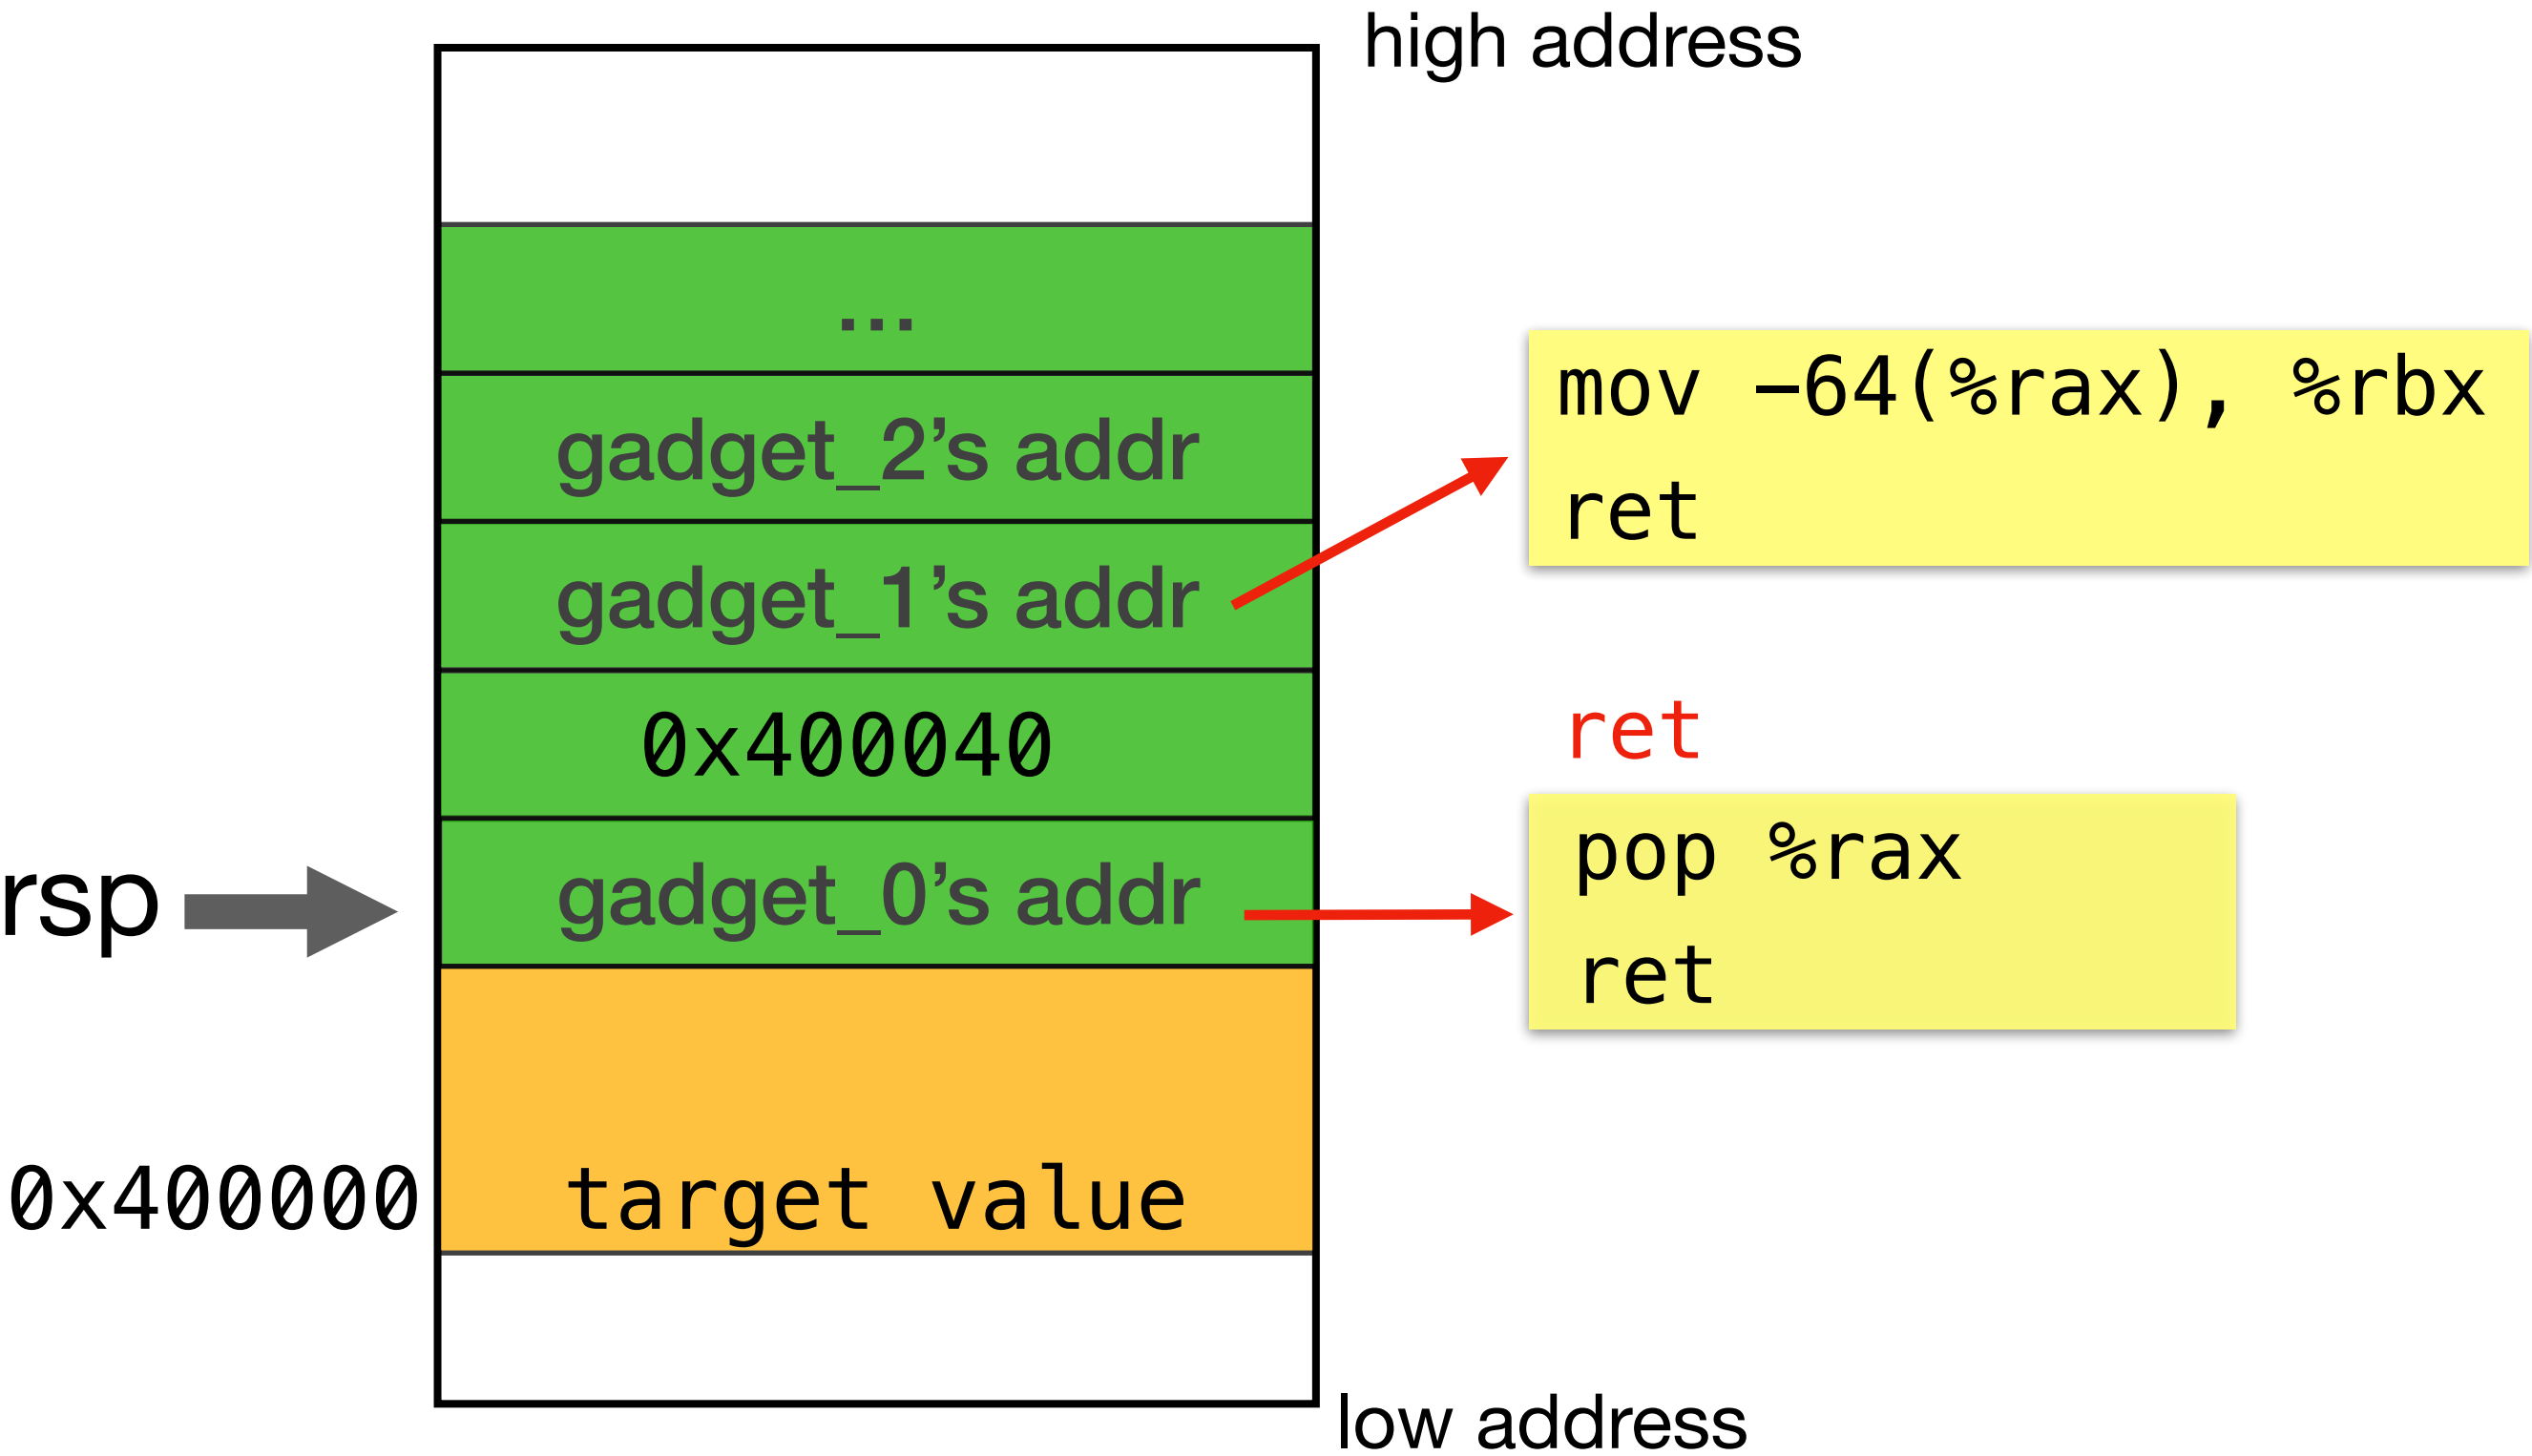 high address
...
gadget_2’s addr
gadget_1’s addr
0x400040
rsp
gadget_0’s addr
0x400000
target value
mov -64(%rax), %rbx
ret
ret
pop %rax
ret
low address